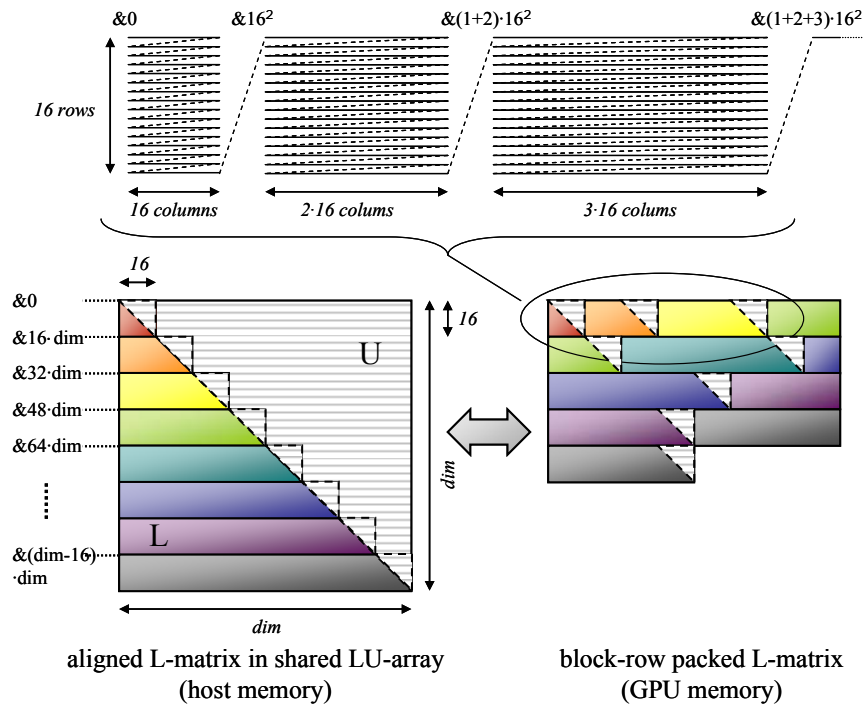 &0 &16² &(1+2)·16² &(1+2+3)·16²
16 rows
16 columns 2·16 colums 3·16 colums
16
&0
16
&16·dim
U
&32·dim
&48·dim
&64·dim
dim
L
&(dim-16)
·dim
dim
aligned L-matrix in shared LU-array
(host memory)
block-row packed L-matrix
(GPU memory)